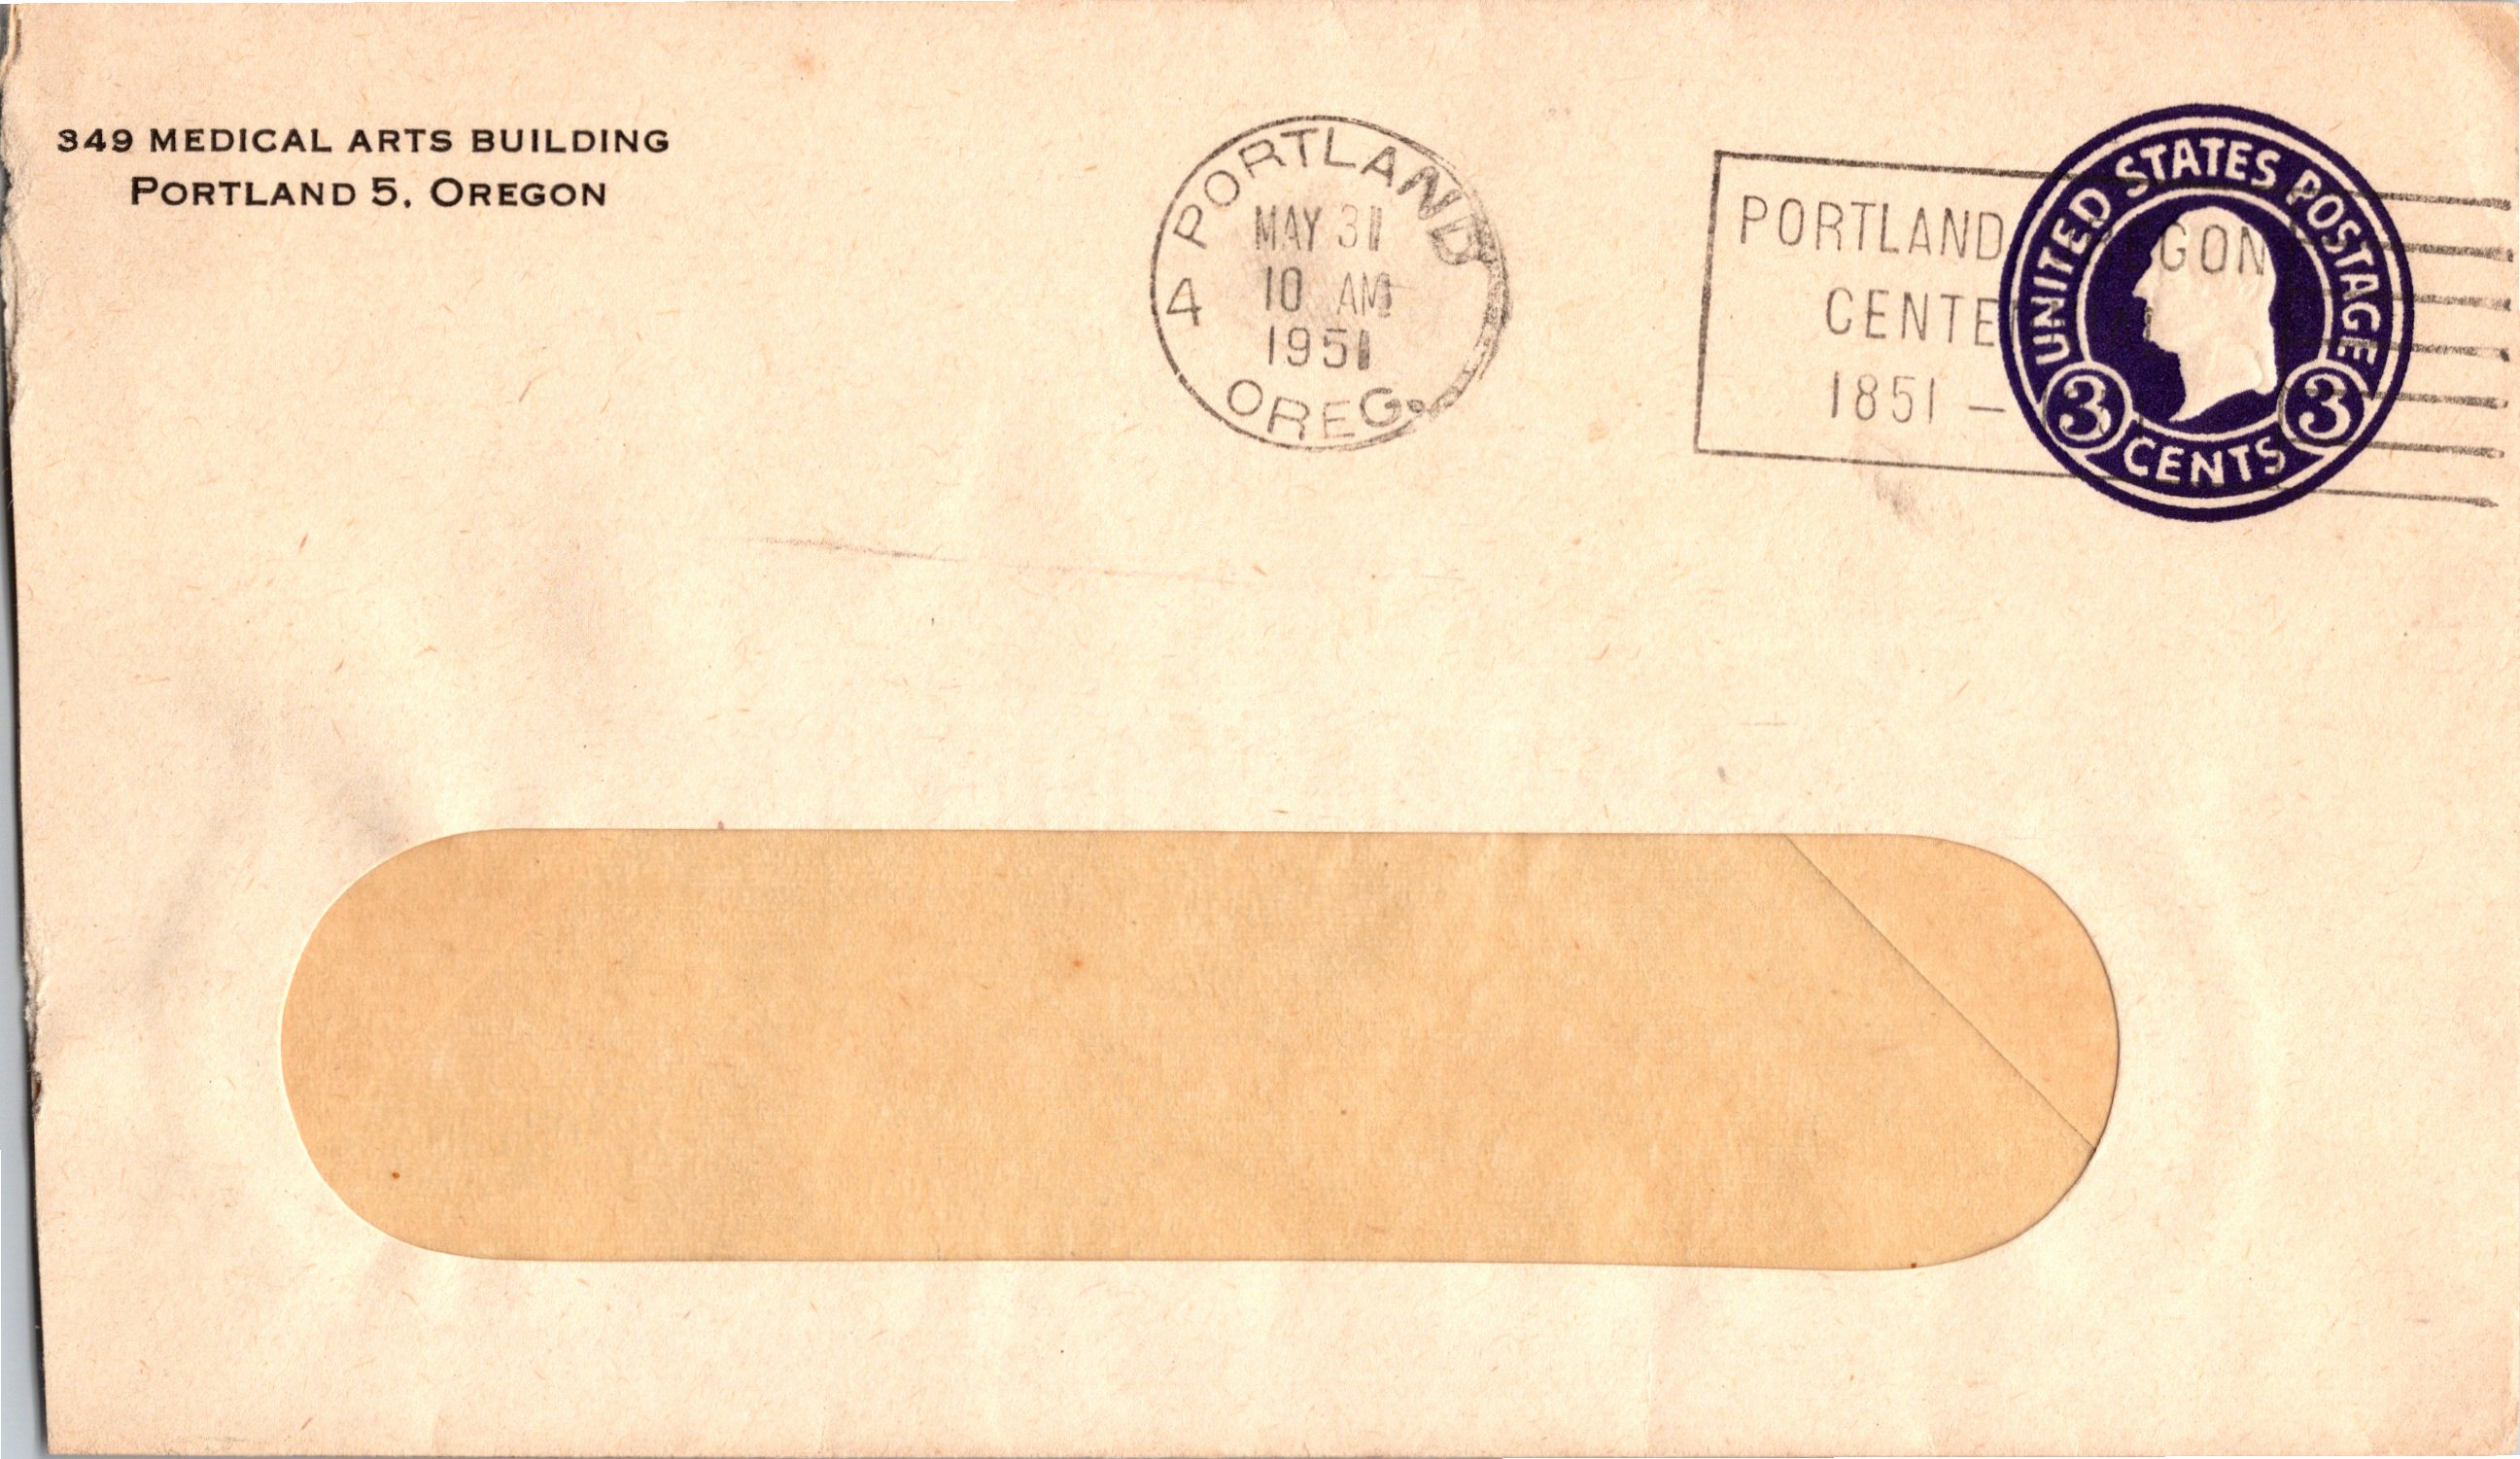 349 MEDICAL ARTS BUILDING
PORTLAND 5, OREGON
PORTLAND
MAY 31
10 AM
1951
4
OREG.
PORTLAND GON
CENTE
1851 –
UNITED STATES POSTAGE
3 3
CENTS